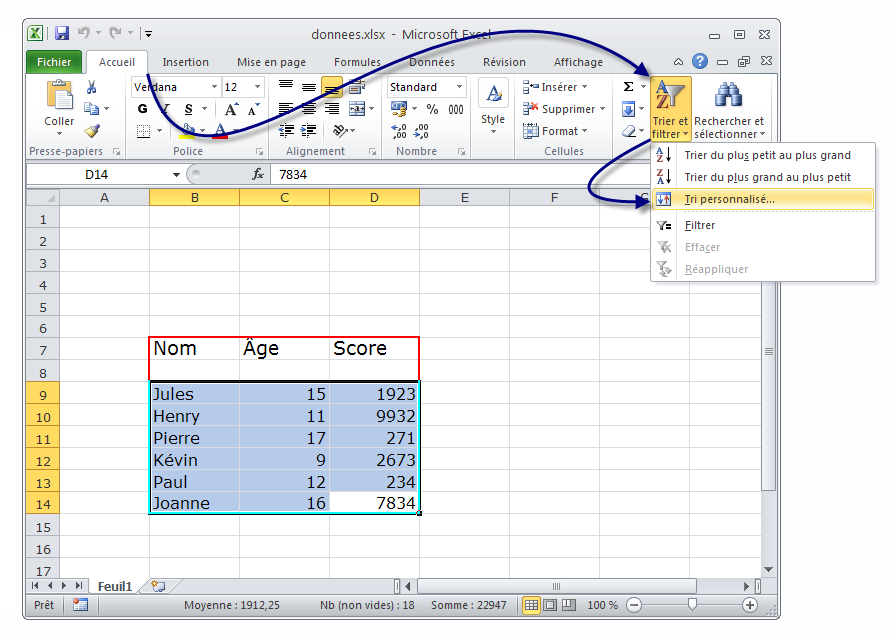 donnees.xlsx - Microsoft Excel
Fichier Accueil Insertion Mise en page Formules Données Révision Affichage
Coller
Presse-papiers
Verdana 12
G I S A A
A
Police
Alignement
Standard
% 000
,00 ,00
Nombre
A
Style
Insérer
Supprimer
Format
Cellules
Σ
A
Z
Trier et filtrer
Rechercher et sélectionner
Trier du plus petit au plus grand
Trier du plus grand au plus petit
Tri personnalisé...
Filtrer
Effacer
Réappliquer
D14 fx 7834
A B C D E F G
1
2
3
4
5
6
7 Nom Âge Score
8
9 Jules 15 1923
10 Henry 11 9932
11 Pierre 17 271
12 Kévin 9 2673
13 Paul 12 234
14 Joanne 16 7834
15
16
17
Feuil1
Prêt Moyenne : 1912,25 Nb (non vides) : 18 Somme : 22947 100 %